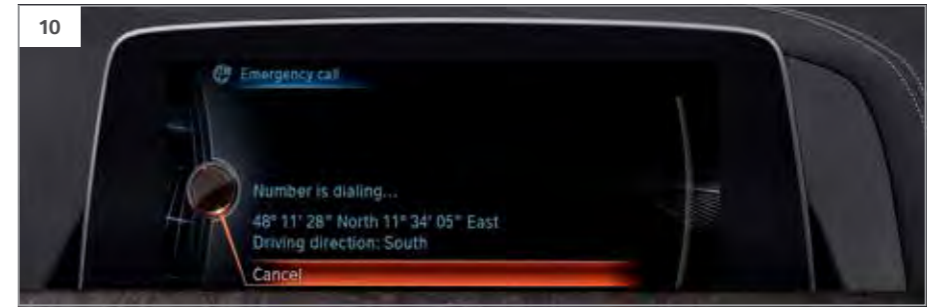 10
Emergency call
Number is dialing...
48° 11' 28" North 11° 34' 05" East
Driving direction: South
Cancel